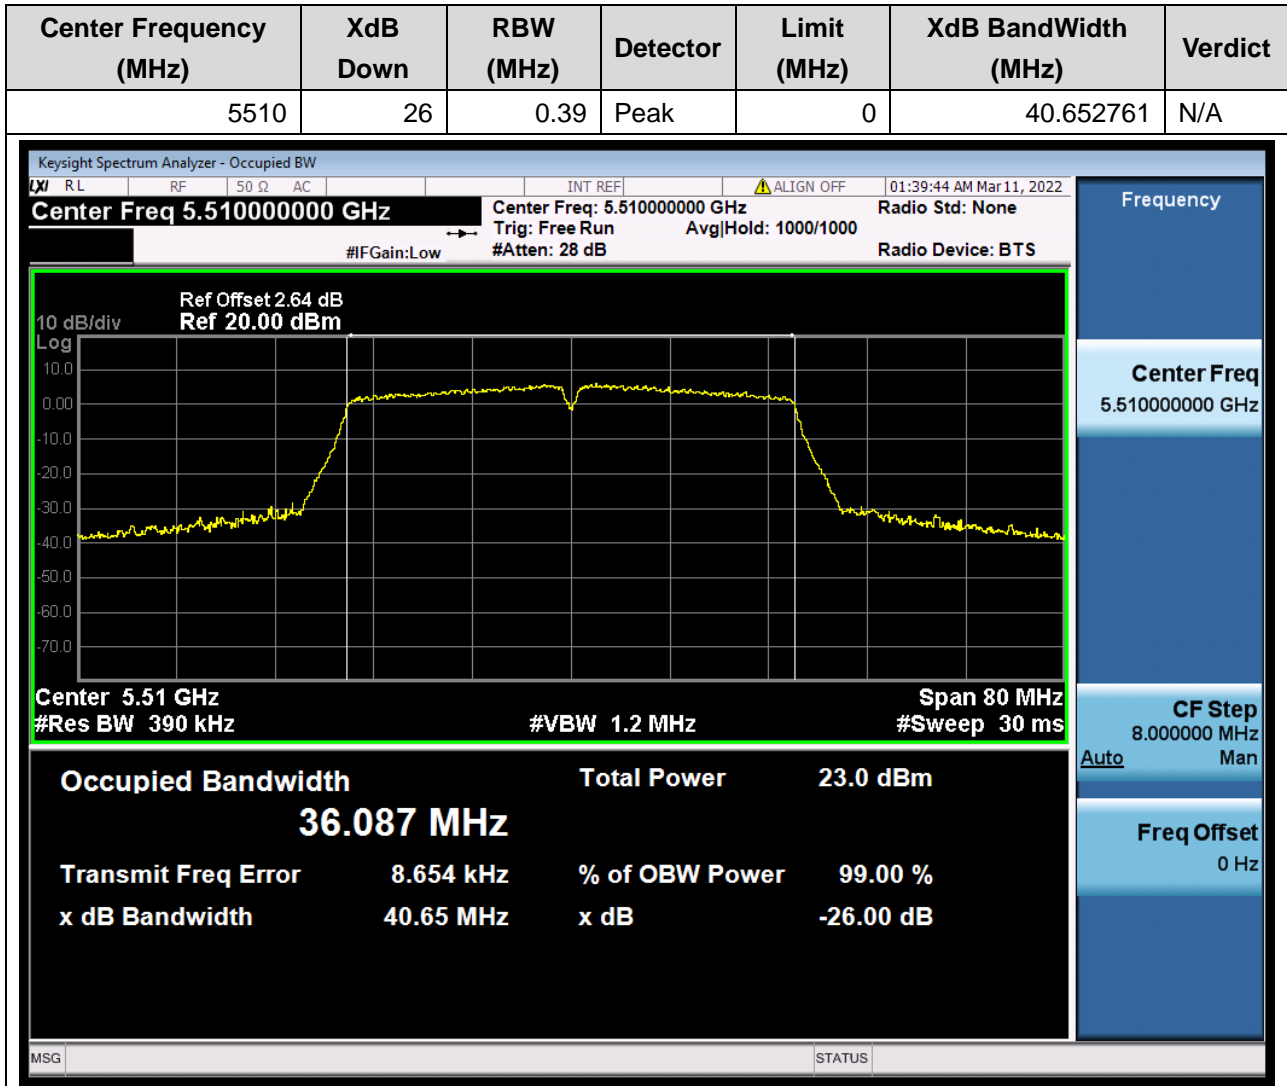 Center Frequency (MHz) XdB Down RBW (MHz) Detector Limit (MHz) XdB BandWidth (MHz) Verdict
5510 26 0.39 Peak 0 40.652761 N/A
Keysight Spectrum Analyzer - Occupied BW
LXI RL RF 50 Ω AC INT REF ALIGN OFF 01:39:44 AM Mar 11, 2022
Center Freq 5.510000000 GHz
Center Freq: 5.510000000 GHz
Radio Std: None
Trig: Free Run Avg|Hold: 1000/1000
#IFGain:Low
#Atten: 28 dB
Radio Device: BTS
Ref Offset 2.64 dB
10 dB/div Ref 20.00 dBm
Log
10.0
0.00
-10.0
-20.0
-30.0
-40.0
-50.0
-60.0
-70.0
Center 5.51 GHz Span 80 MHz
#Res BW 390 kHz #VBW 1.2 MHz #Sweep 30 ms
Occupied Bandwidth Total Power 23.0 dBm
36.087 MHz
Transmit Freq Error 8.654 kHz % of OBW Power 99.00 %
x dB Bandwidth 40.65 MHz x dB -26.00 dB
Frequency
Center Freq
5.510000000 GHz
CF Step
8.000000 MHz
Auto Man
Freq Offset
0 Hz
MSG STATUS